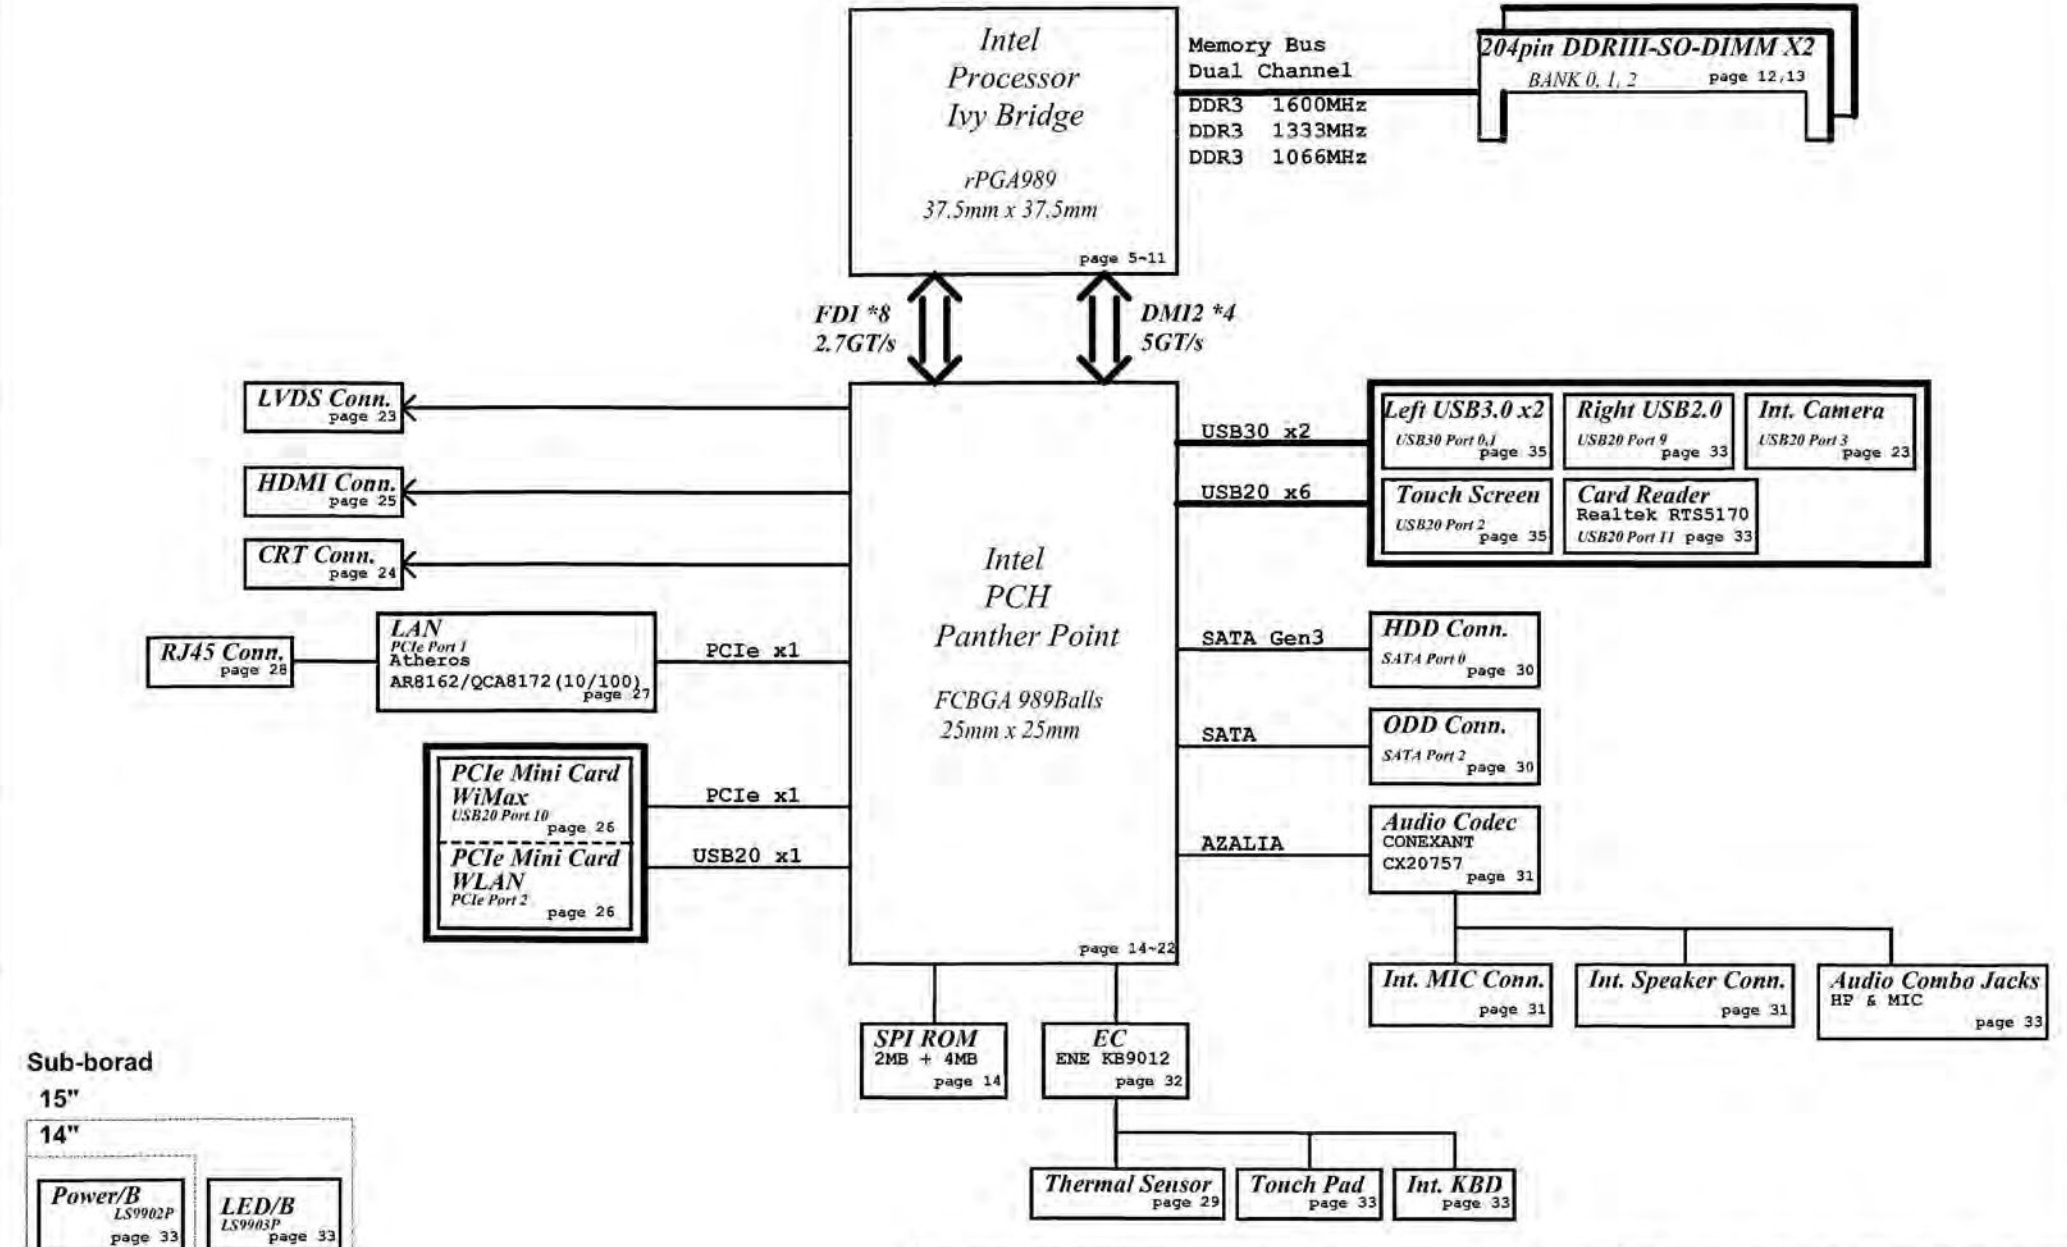 Intel
Processor
Ivy Bridge
rPGA989
37.5mm x 37.5mm
page 5~11
Memory Bus
Dual Channel
DDR3 1600MHz
DDR3 1333MHz
DDR3 1066MHz
204pin DDRIII-SO-DIMM X2
BANK 0, 1, 2 page 12,13
FDI *8
2.7GT/s
DMI2 *4
5GT/s
LVDS Conn.
page 23
HDMI Conn.
page 25
CRT Conn.
page 24
RJ45 Conn.
page 28
LAN
PCIe Port 1
Atheros
AR8162/QCA8172(10/100)
page 27
PCIe x1
PCIe Mini Card
WiMax
USB20 Port 10
page 26
PCIe Mini Card
WLAN
PCIe Port 2
page 26
PCIe x1
USB20 x1
Intel
PCH
Panther Point
FCBGA 989Balls
25mm x 25mm
page 14~22
USB30 x2
USB20 x6
Left USB3.0 x2
USB30 Port 0,1
page 35
Right USB2.0
USB20 Port 9
page 33
Int. Camera
USB20 Port 3
page 23
Touch Screen
USB20 Port 2
page 35
Card Reader
Realtek RTS5170
USB20 Port 11 page 33
SATA Gen3
HDD Conn.
SATA Port 0
page 30
SATA
ODD Conn.
SATA Port 2
page 30
AZALIA
Audio Codec
CONEXANT
CX20757
page 31
Int. MIC Conn.
page 31
Int. Speaker Conn.
page 31
Audio Combo Jacks
HP & MIC
page 33
SPI ROM
2MB + 4MB
page 14
EC
ENE KB9012
page 32
Thermal Sensor
page 29
Touch Pad
page 33
Int. KBD
page 33
Sub-borad
15"
14"
Power/B
LS9902P
page 33
LED/B
LS9903P
page 33